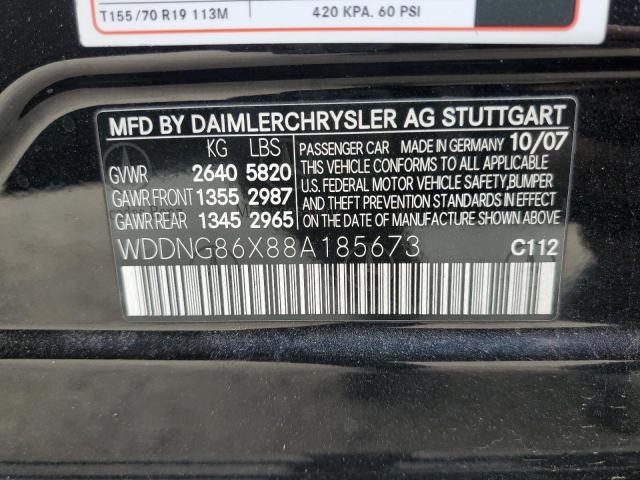 T155/70 R19 113M 420 KPA. 60 PSI
MFD BY DAIMLERCHRYSLER AG STUTTGART
KG LBS
GVWR 2640 5820
GAWR FRONT 1355 2987
GAWR REAR 1345 2965
PASSENGER CAR MADE IN GERMANY 10/07
THIS VEHICLE CONFORMS TO ALL APPLICABLE
U.S. FEDERAL MOTOR VEHICLE SAFETY, BUMPER
AND THEFT PREVENTION STANDARDS IN EFFECT
ON THE DATE OF MANUFACTURE SHOWN ABOVE.
WDDNG86X88A185673 C112